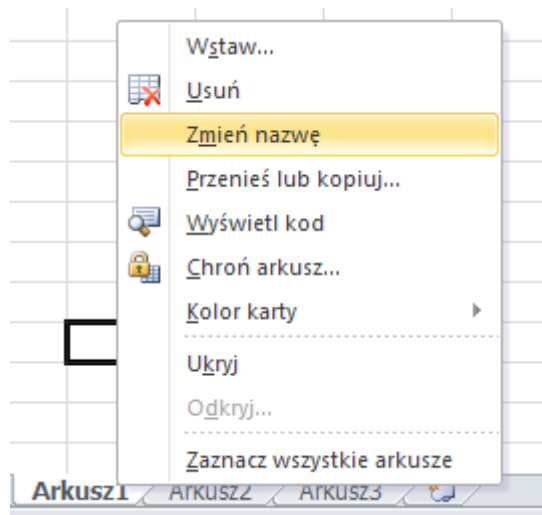 Wstaw...
Usuń
Zmień nazwę
Przenieś lub kopiuj...
Wyświetl kod
Chroń arkusz...
Kolor karty
Ukryj
Odkryj...
Zaznacz wszystkie arkusze
Arkusz1 Arkusz2 Arkusz3